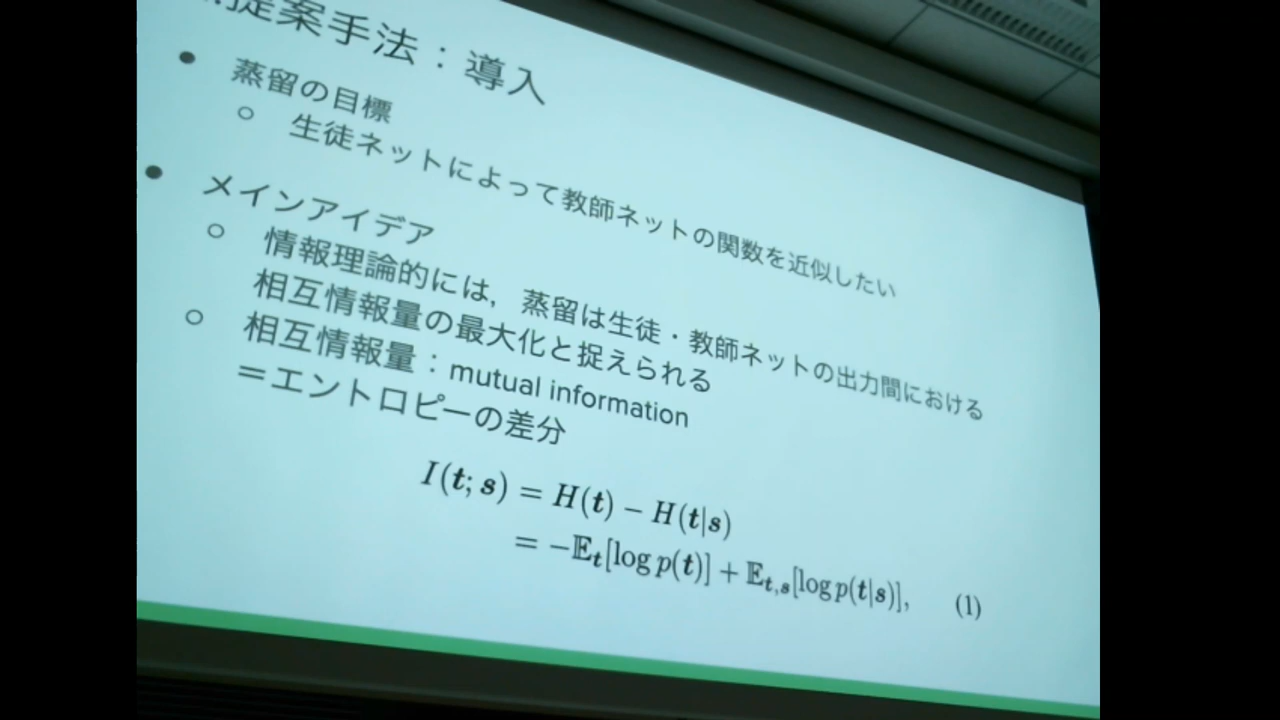 提案手法：導入
● 蒸留の目標
○ 生徒ネットによって教師ネットの関数を近似したい
● メインアイデア
○ 情報理論的には，蒸留は生徒・教師ネットの出力間における
相互情報量の最大化と捉えられる
○ 相互情報量：mutual information
＝エントロピーの差分
I(t; s) = H(t) − H(t|s)
= −𝔼t[log p(t)] + 𝔼t,s[log p(t|s)], (1)